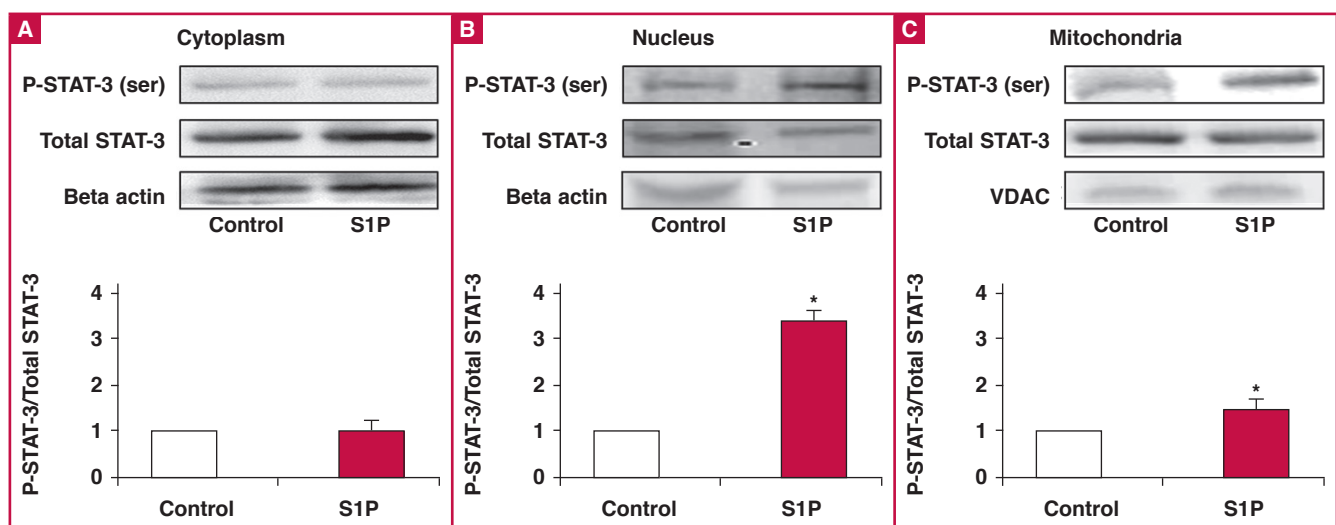 A
Cytoplasm
P-STAT-3 (ser)
Total STAT-3
Beta actin
Control S1P
P-STAT-3/Total STAT-3
4
3
2
1
0
Control S1P
B
Nucleus
P-STAT-3 (ser)
Total STAT-3
Beta actin
Control S1P
P-STAT-3/Total STAT-3
4
3
2
1
0
*
Control S1P
C
Mitochondria
P-STAT-3 (ser)
Total STAT-3
VDAC
Control S1P
P-STAT-3/Total STAT-3
4
3
2
1
0
*
Control S1P